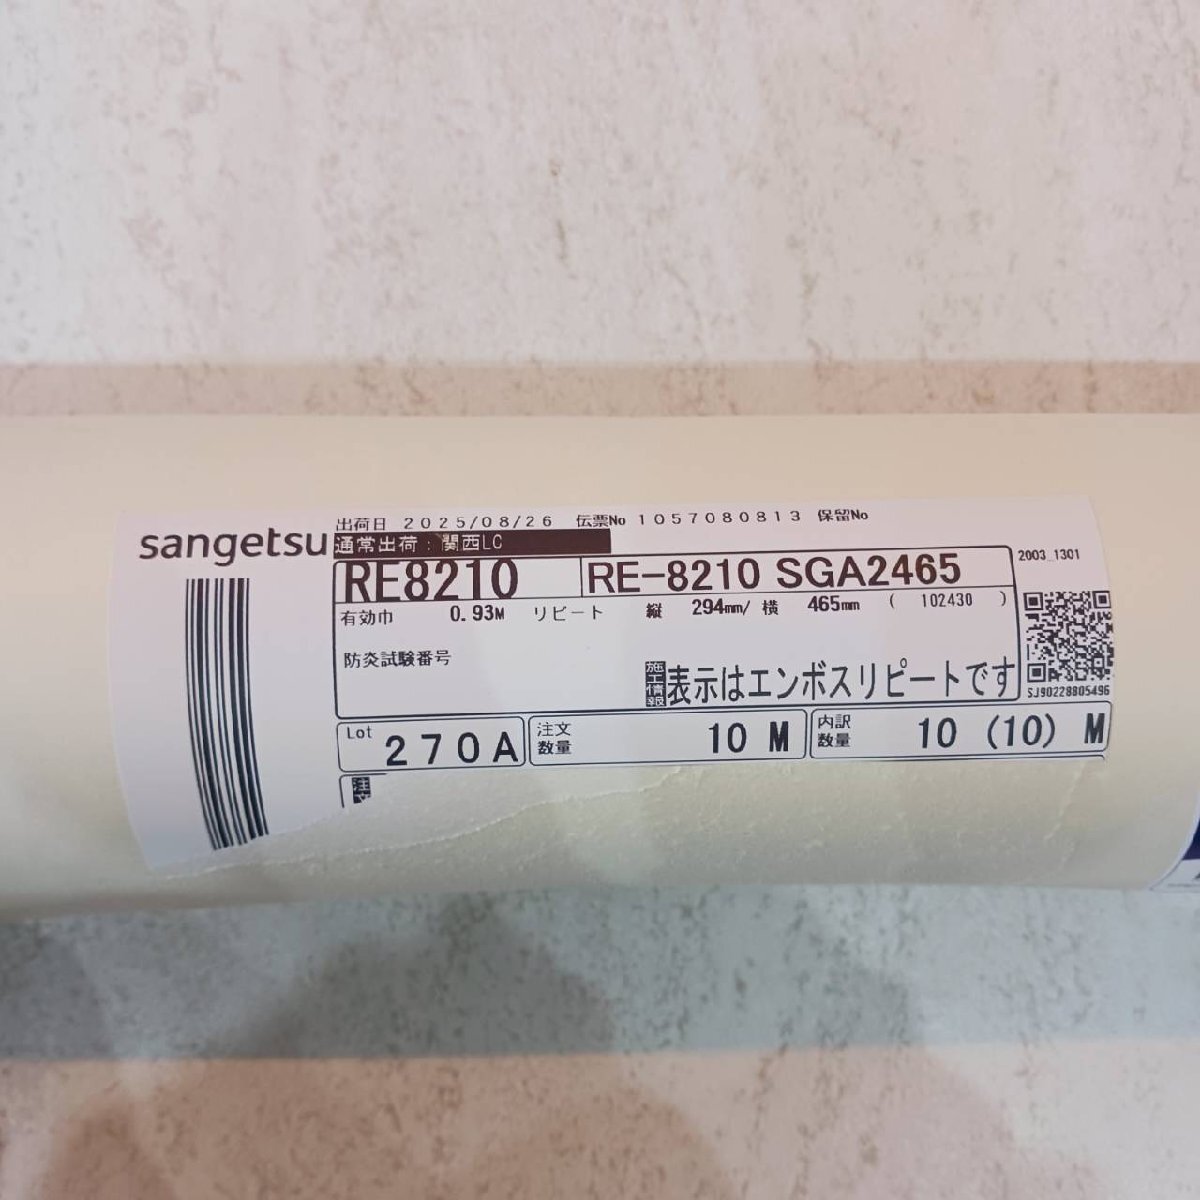 sangetsu
出荷日 2025/08/26 伝票No 1057080813 保留No
通常出荷：関西LC
RE8210 RE-8210 SGA2465
2003_1301
有効巾 0.93M リピート 縦 294mm/ 横 465mm ( 102430 )
防炎試験番号
施工情報 表示はエンボスリピートです
SJ90228805496
Lot 270A 注文数量 10 M 内訳数量 10 (10) M